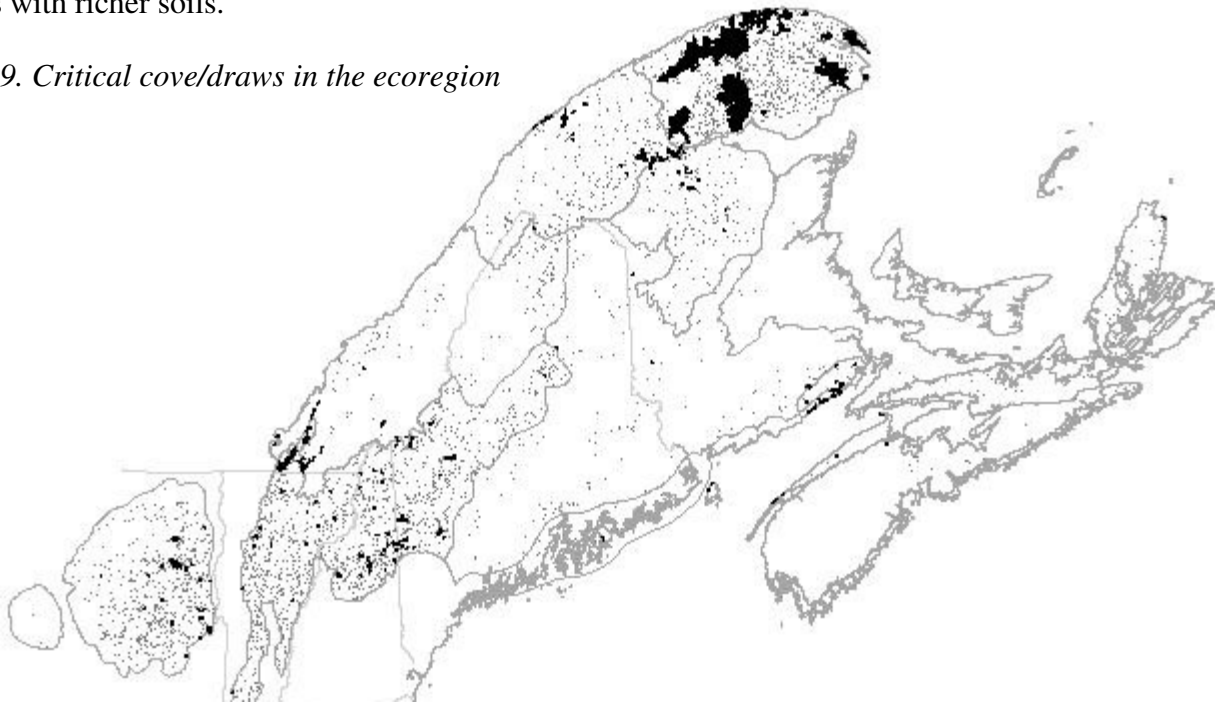 with richer soils.
9. Critical cove/draws in the ecoregion